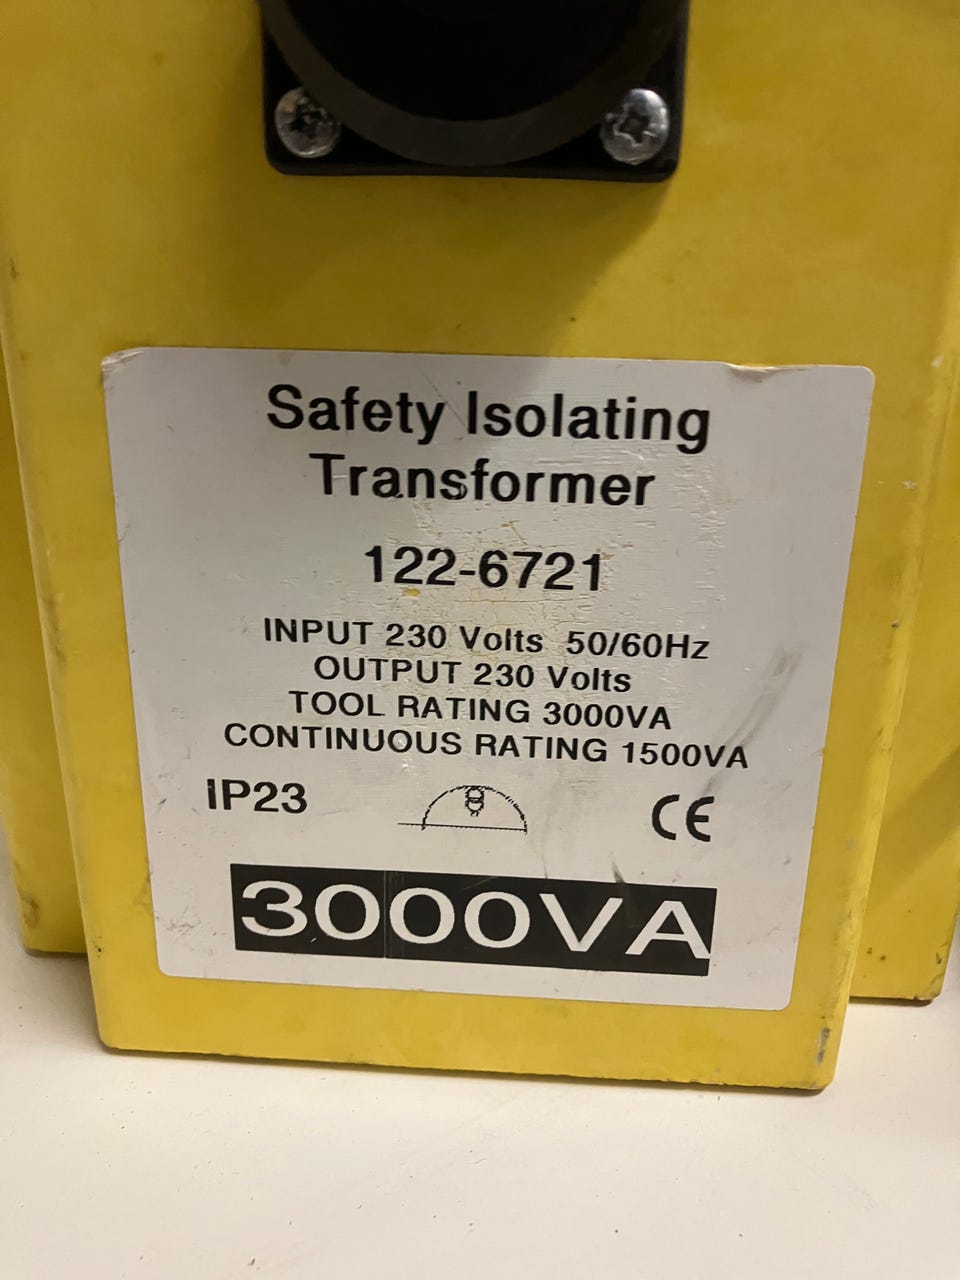 Safety Isolating
Transformer
122-6721
INPUT 230 Volts 50/60Hz
OUTPUT 230 Volts
TOOL RATING 3000VA
CONTINUOUS RATING 1500VA
IP23 CE
3000VA